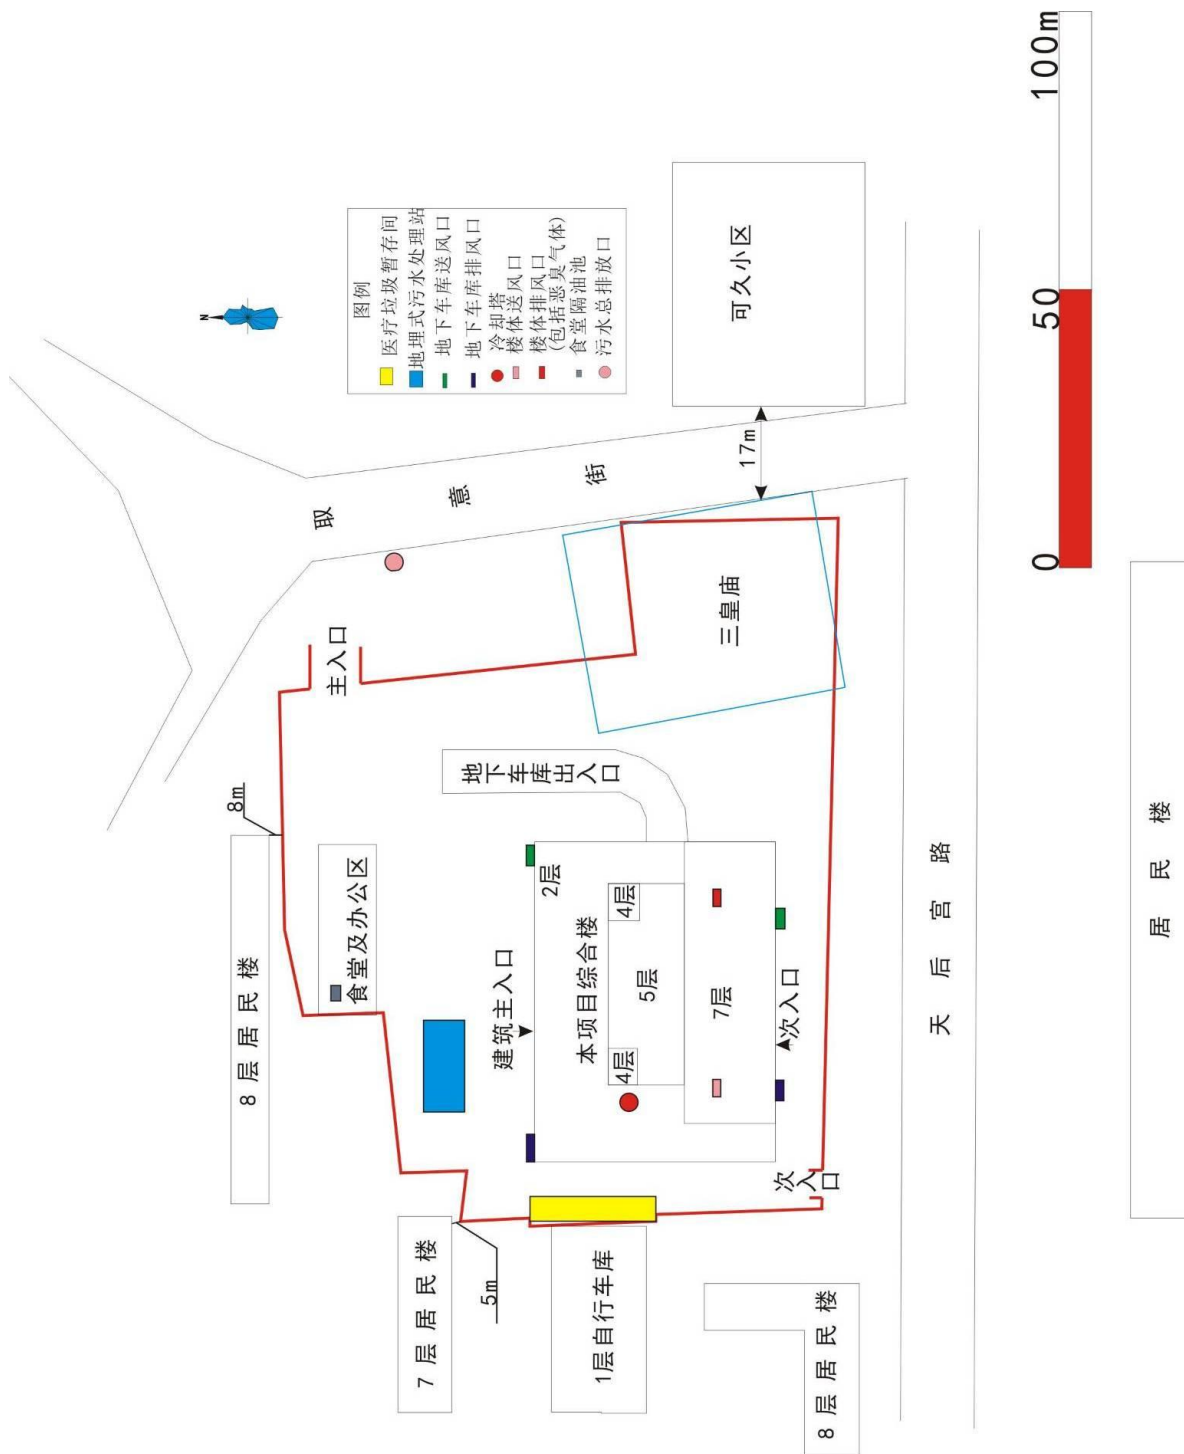 N
图例
医疗垃圾暂存间
地埋式污水处理站
地下车库送风口
地下车库排风口
冷却塔
楼体送风口
楼体排风口
(包括恶臭气体)
食堂隔油池
污水总排放口
8层居民楼
8m
主入口
取意街
食堂及办公区
地下车库出入口
7层居民楼
5m
建筑主入口
2层
本项目综合楼
4层
5层
4层
7层
次入口
次入口
1层自行车库
8层居民楼
三皇庙
17m
可久小区
天后宫路
居民楼
0
50
100m